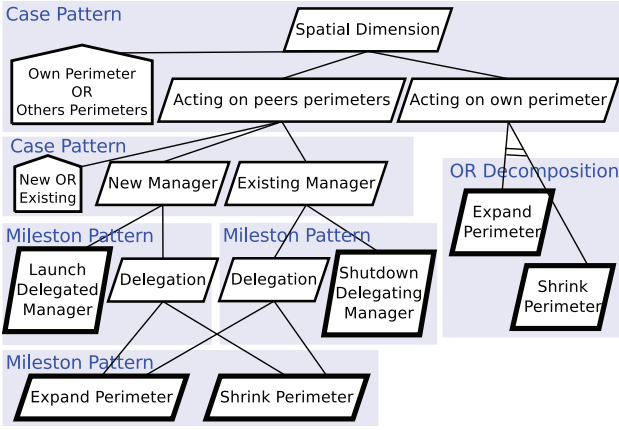 Case Pattern
Spatial Dimension
Own Perimeter
OR
Others Perimeters
Acting on peers perimeters
Acting on own perimeter
Case Pattern
New OR
Existing
New Manager
Existing Manager
OR Decomposition
Expand
Perimeter
Shrink
Perimeter
Mileston Pattern
Launch
Delegated
Manager
Delegation
Mileston Pattern
Delegation
Shutdown
Delegating
Manager
Mileston Pattern
Expand Perimeter
Shrink Perimeter